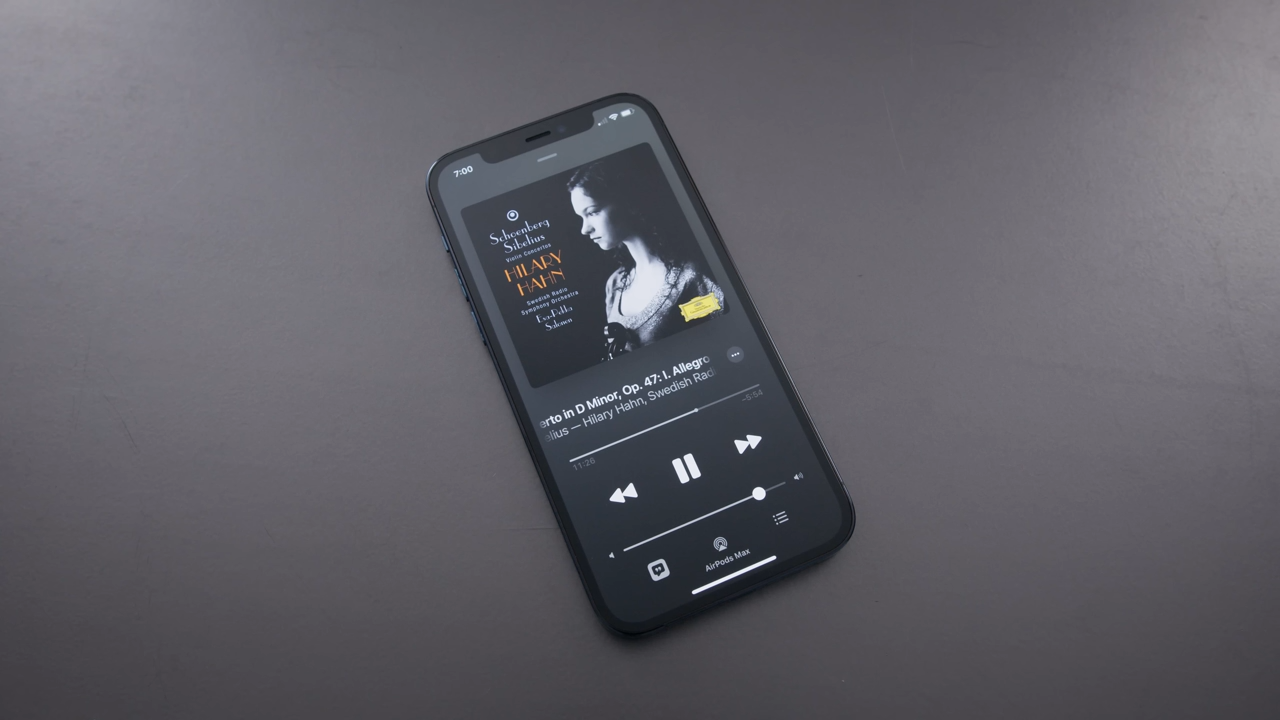 7:00
Schoenberg
Sibelius
Violin Concertos
HILARY
HAHN
Swedish Radio
Symphony Orchestra
Esa-Pekka
Salonen
erto in D Minor, Op. 47: I. Allegro
elius — Hilary Hahn, Swedish Rad
11:26
-5:54
AirPods Max